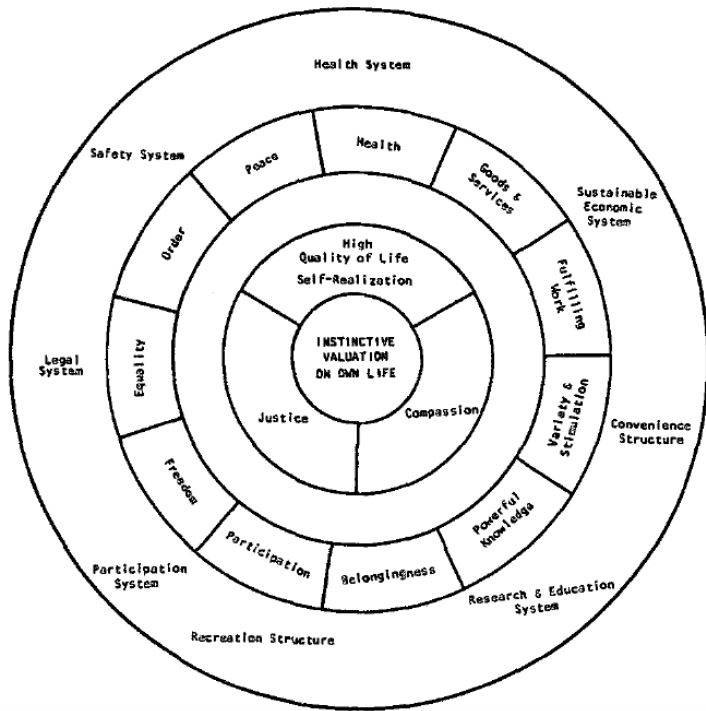 Health System
Safety System
Peace
Health
Goods &
Services
Sustainable
Economic
System
Order
Fulfilling
Work
High
Quality of Life
Self-Realization
INSTINCTIVE
VALUATION
ON OWN LIFE
Legal
System
Equality
Justice
Compassion
Variety &
Stimulation
Convenience
Structure
Freedom
Powerful
Knowledge
Participation
Belongingness
Participation
System
Research & Education
System
Recreation Structure